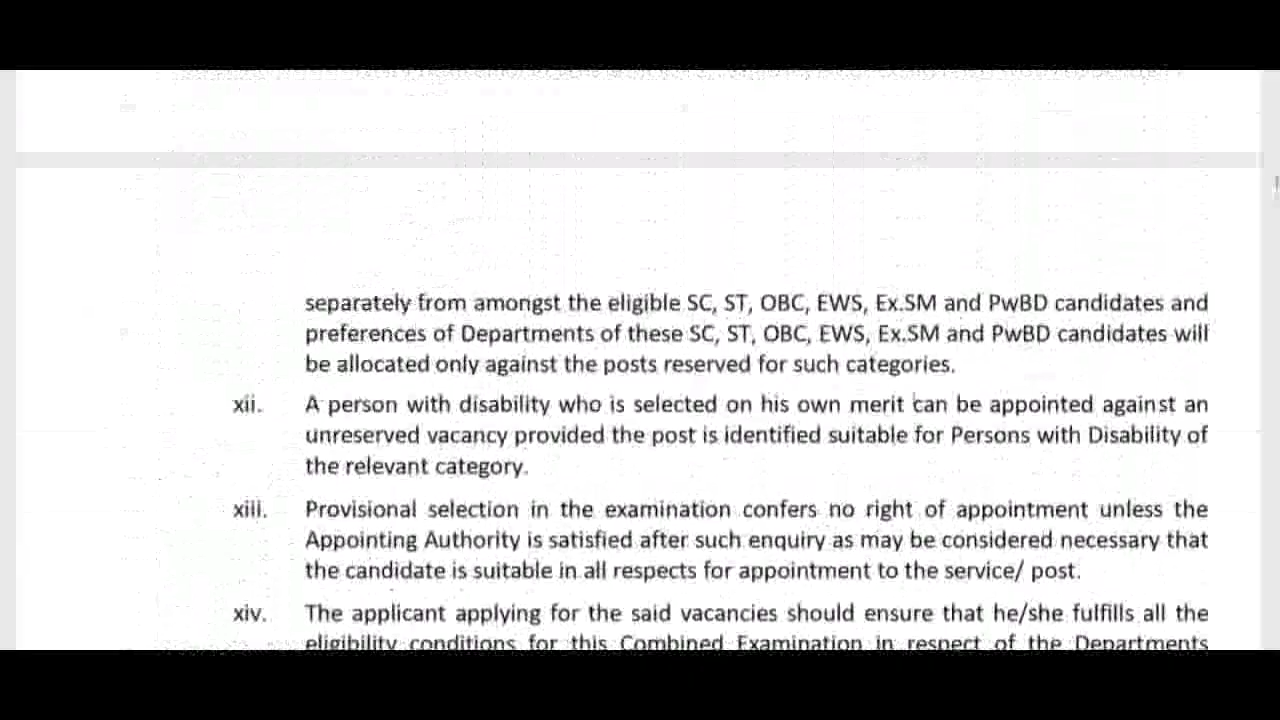 separately from amongst the eligible SC, ST, OBC, EWS, Ex.SM and PwBD candidates and
preferences of Departments of these SC, ST, OBC, EWS, Ex.SM and PwBD candidates will
be allocated only against the posts reserved for such categories.
xii. A person with disability who is selected on his own merit can be appointed against an
unreserved vacancy provided the post is identified suitable for Persons with Disability of
the relevant category.
xiii. Provisional selection in the examination confers no right of appointment unless the
Appointing Authority is satisfied after such enquiry as may be considered necessary that
the candidate is suitable in all respects for appointment to the service/ post.
xiv. The applicant applying for the said vacancies should ensure that he/she fulfills all the
eligibility conditions for this Combined Examination in respect of the Departments